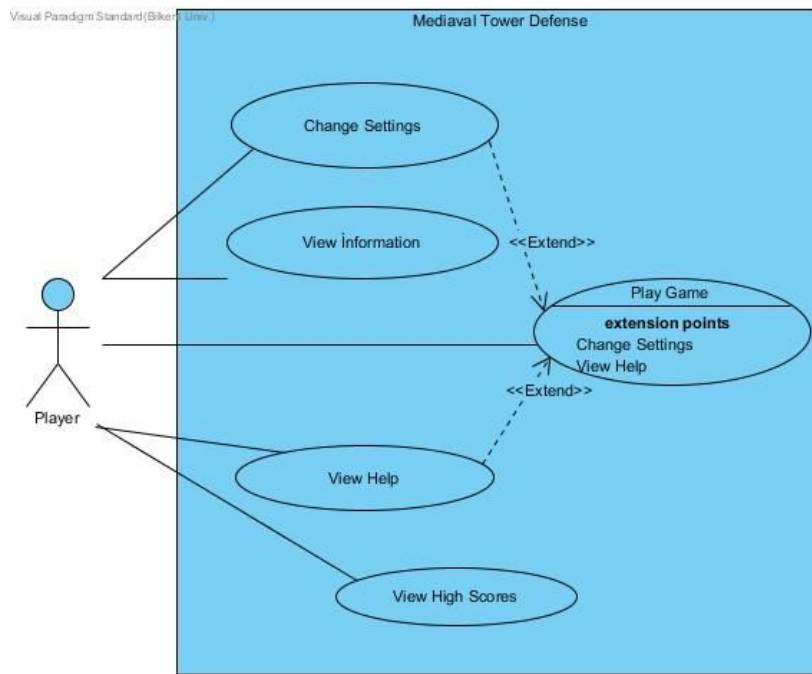 Visual Paradigm Standard(Bilkent Univ.)
Mediaval Tower Defense
Change Settings
View İnformation
<<Extend>>
Play Game
extension points
Change Settings
View Help
<<Extend>>
Player
View Help
View High Scores